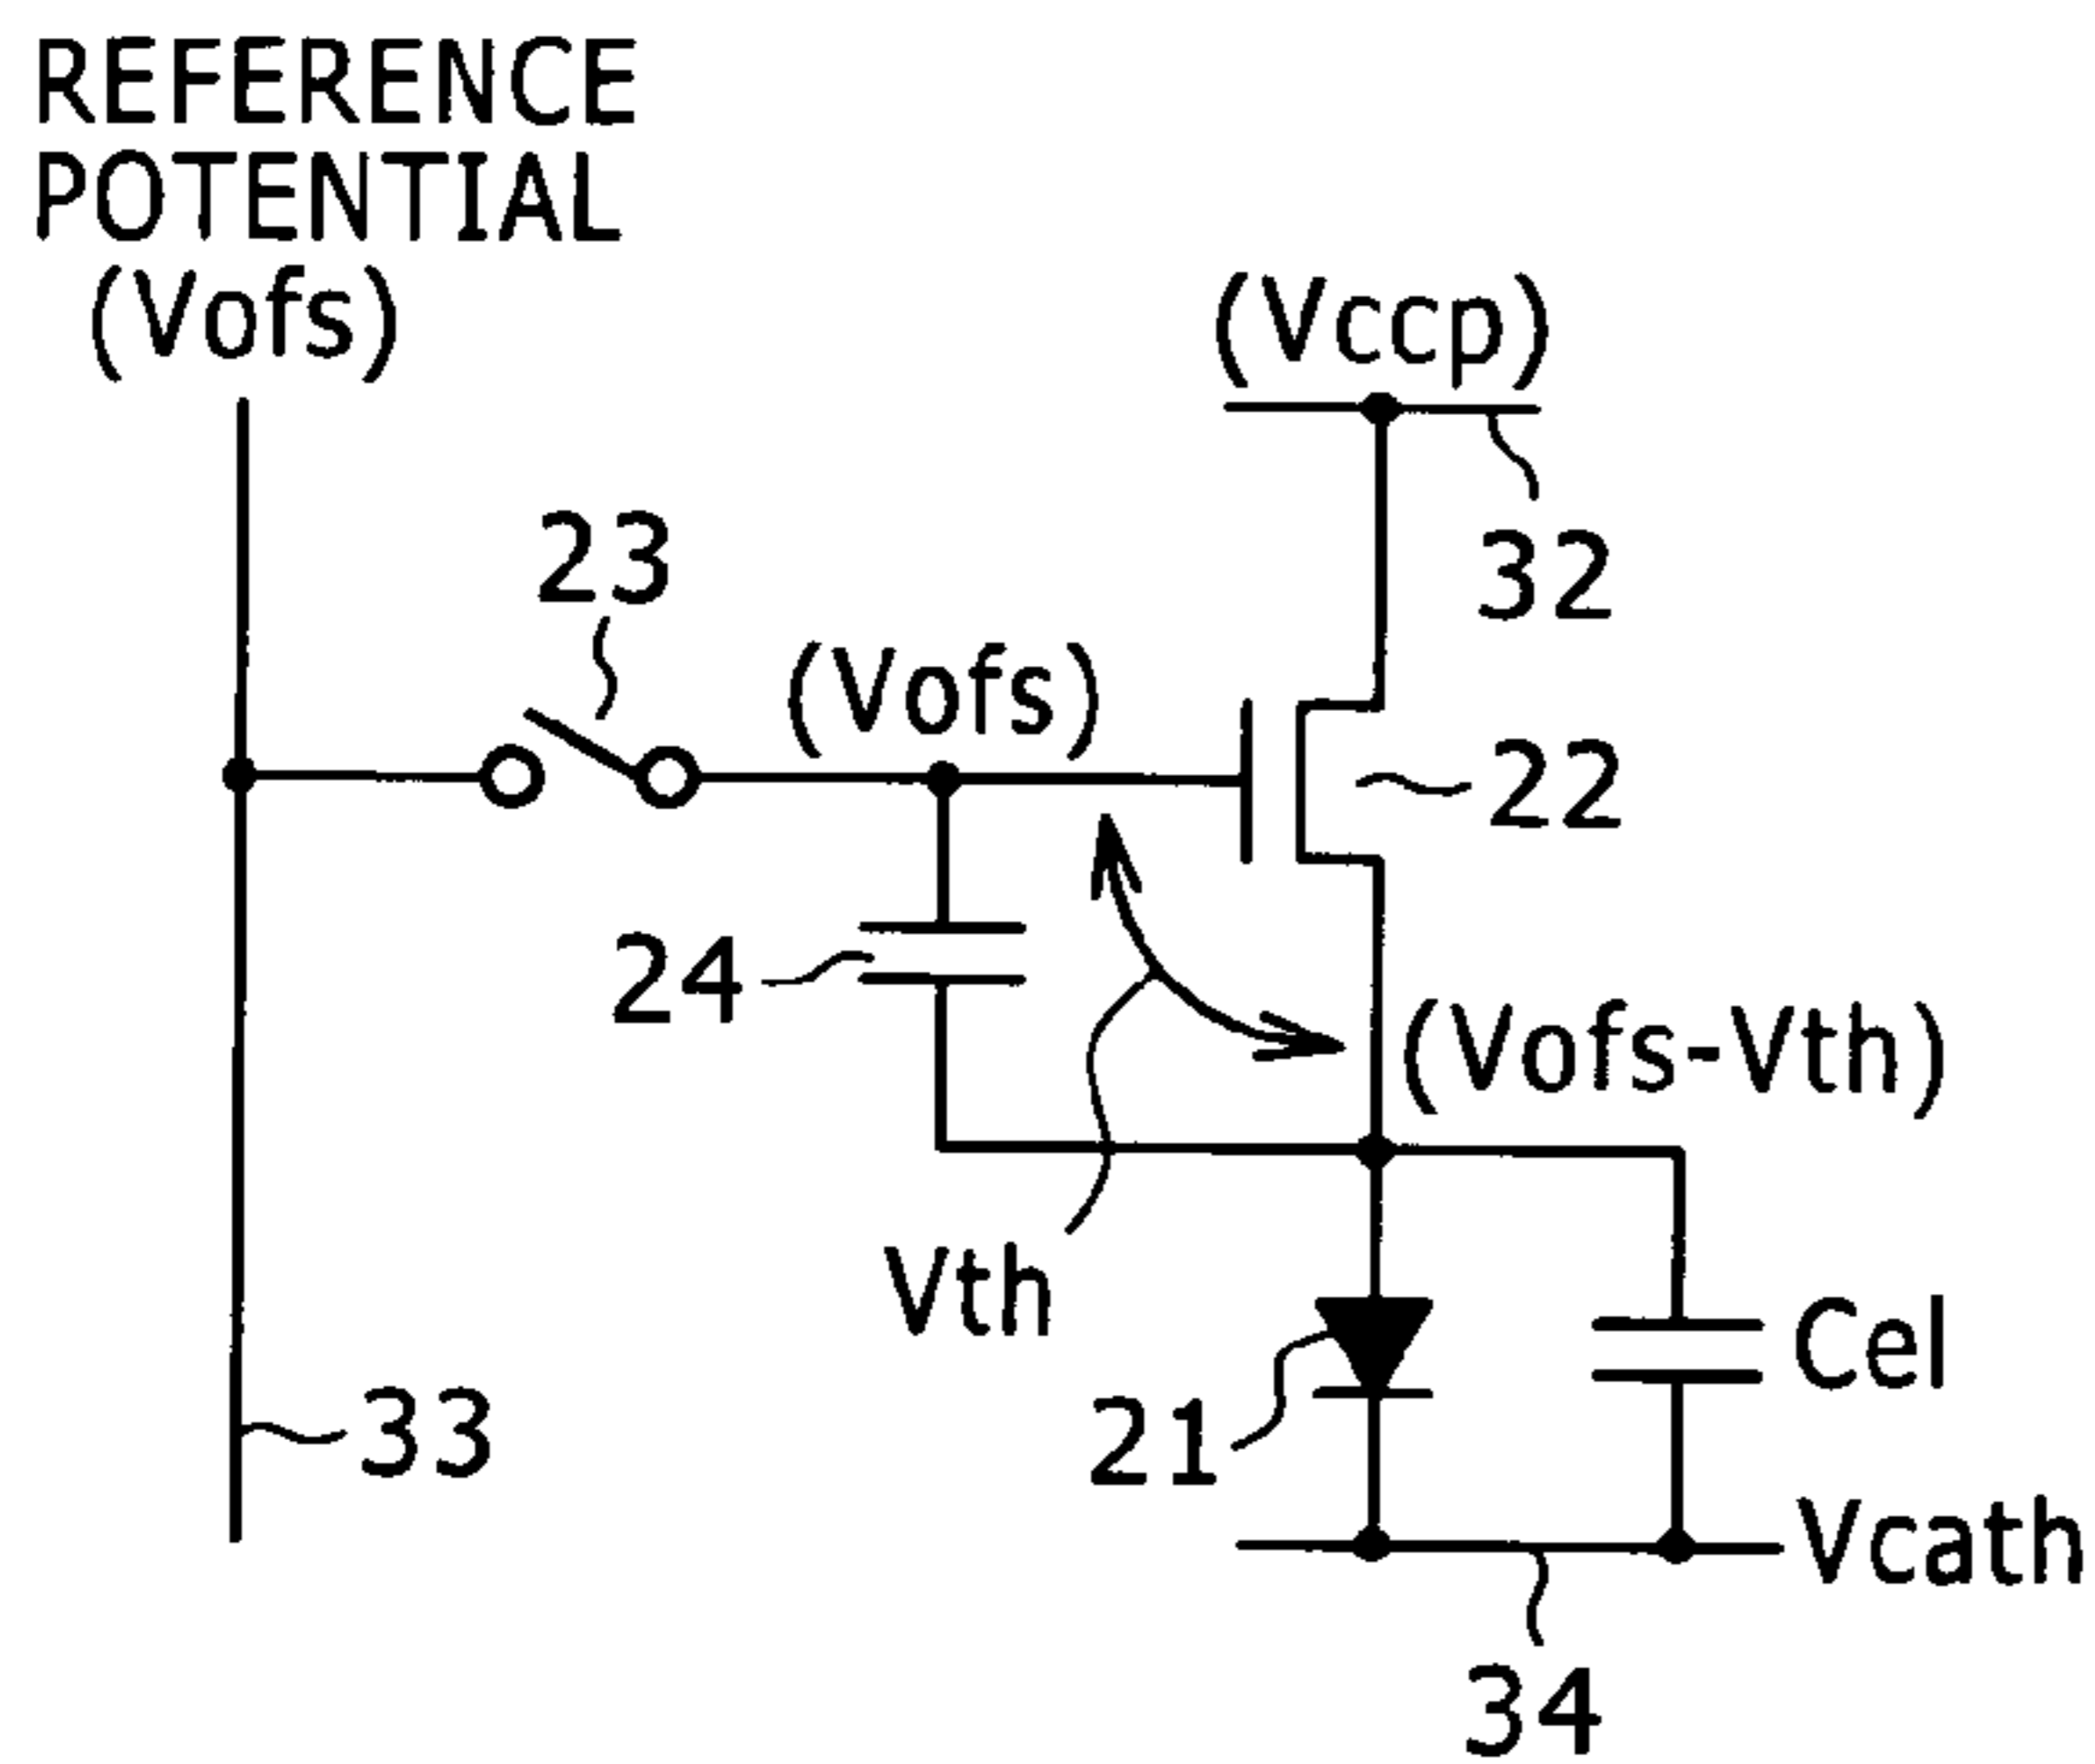 REFERENCE
POTENTIAL
(Vofs)
(Vccp)
32
23
(Vofs)
22
24
(Vofs-Vth)
Vth
Cel
21
33
Vcath
34